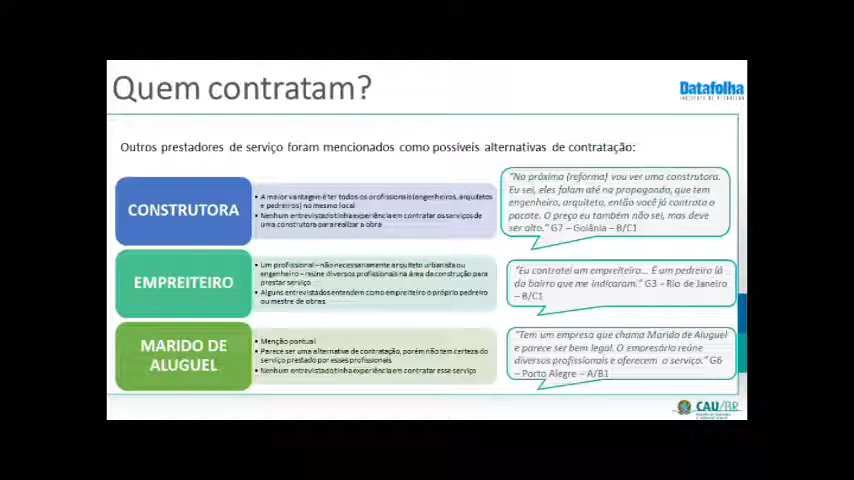 Quem contratam?
Datafolha
INSTITUTO DE PESQUISAS
Outros prestadores de serviço foram mencionados como possíveis alternativas de contratação:
CONSTRUTORA
• A maior vantagem é ter todos os profissionais (engenheiros, arquitetos
e pedreiros) no mesmo local
• Nenhum entrevistado tinha experiência em contratar os serviços de
uma construtora para realizar a obra
"Na próxima (reforma) vou ver uma construtora.
Eu sei, eles falam até na propaganda, que tem
engenheiro, arquiteto, então você já contrata o
pacote. O preço eu também não sei, mas deve
ser alto." G7 – Goiânia – B/C1
EMPREITEIRO
• Um profissional – não necessariamente arquiteto urbanista ou
engenheiro – reúne diversos profissionais na área da construção para
prestar serviço
• Alguns entrevistados entendem como empreiteiro o próprio pedreiro
ou mestre de obras.
"Eu contratei um empreiteiro... É um pedreiro lá
do bairro que me indicaram." G3 – Rio de Janeiro
– B/C1
MARIDO DE
ALUGUEL
• Menção pontual
• Parece ser uma alternativa de contratação, porém não tem certeza do
serviço prestado por esses profissionais
• Nenhum entrevistado tinha experiência em contratar esse serviço
"Tem um empresa que chama Marido de Aluguel
e parece ser bem legal. O empresário reúne
diversos profissionais e oferecem o serviço." G6
– Porto Alegre – A/B1
CAU/BR